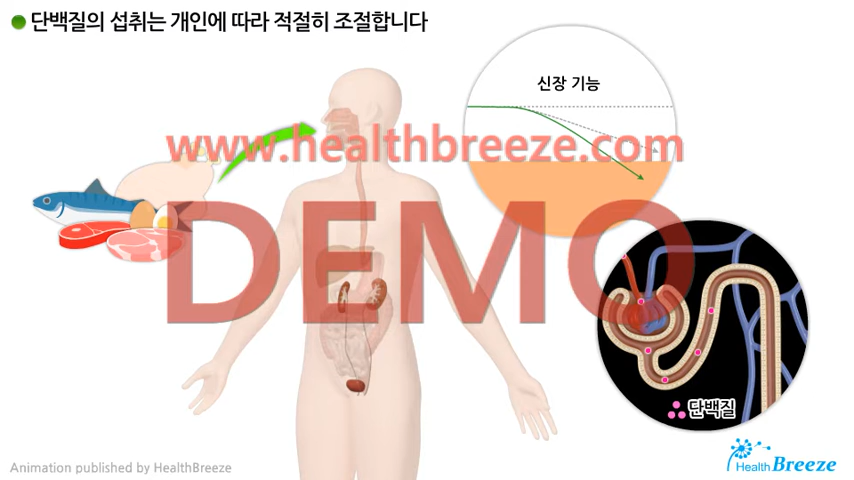 단백질의 섭취는 개인에 따라 적절히 조절합니다
신장 기능
www.healthbreeze.com
DEMO
단백질
Animation published by HealthBreeze
Health Breeze